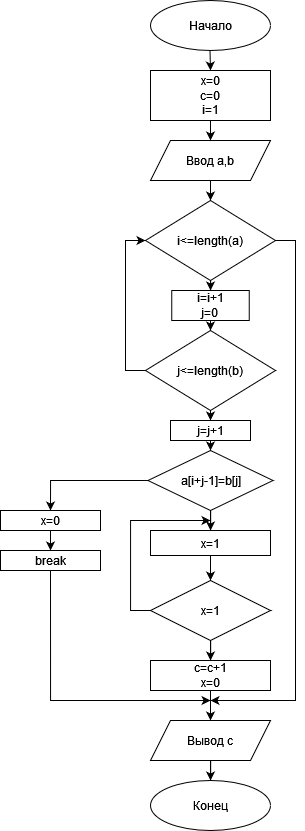 Начало
x=0
c=0
i=1
Ввод a,b
i<=length(a)
i=i+1
j=0
j<=length(b)
j=j+1
a[i+j-1]=b[j]
x=0
x=1
break
x=1
c=c+1
x=0
Вывод с
Конец